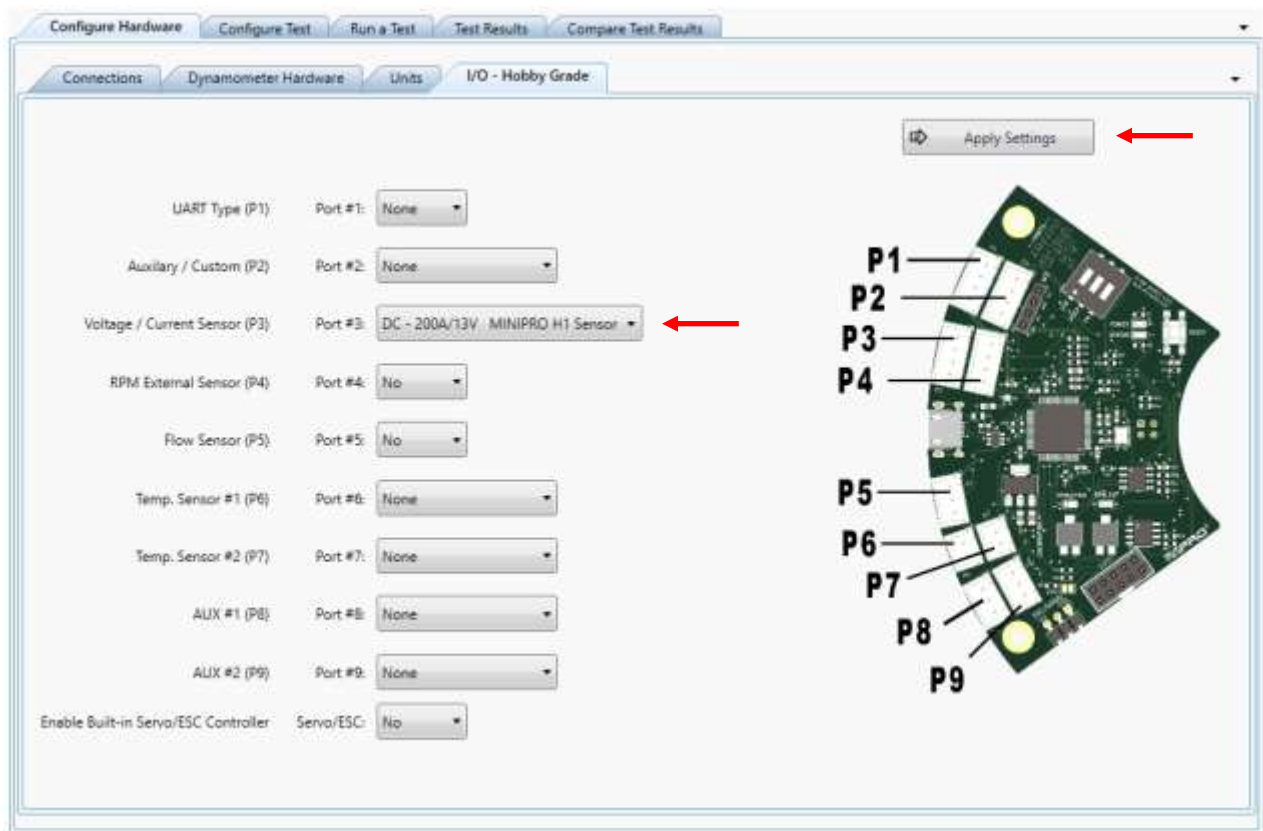 Configure Hardware Configure Test Run a Test Test Results Compare Test Results
Connections Dynamometer Hardware Units I/O - Hobby Grade
Apply Settings
UART Type (P1) Port #1: None
Auxilary / Custom (P2) Port #2: None
Voltage / Current Sensor (P3) Port #3: DC - 200A/13V MINIPRO H1 Sensor
RPM External Sensor (P4) Port #4: No
Flow Sensor (P5) Port #5: No
Temp. Sensor #1 (P6) Port #6: None
Temp. Sensor #2 (P7) Port #7: None
AUX #1 (P8) Port #8: None
AUX #2 (P9) Port #9: None
Enable Built-in Servo/ESC Controller Servo/ESC: No
P1
P2
P3
P4
P5
P6
P7
P8
P9